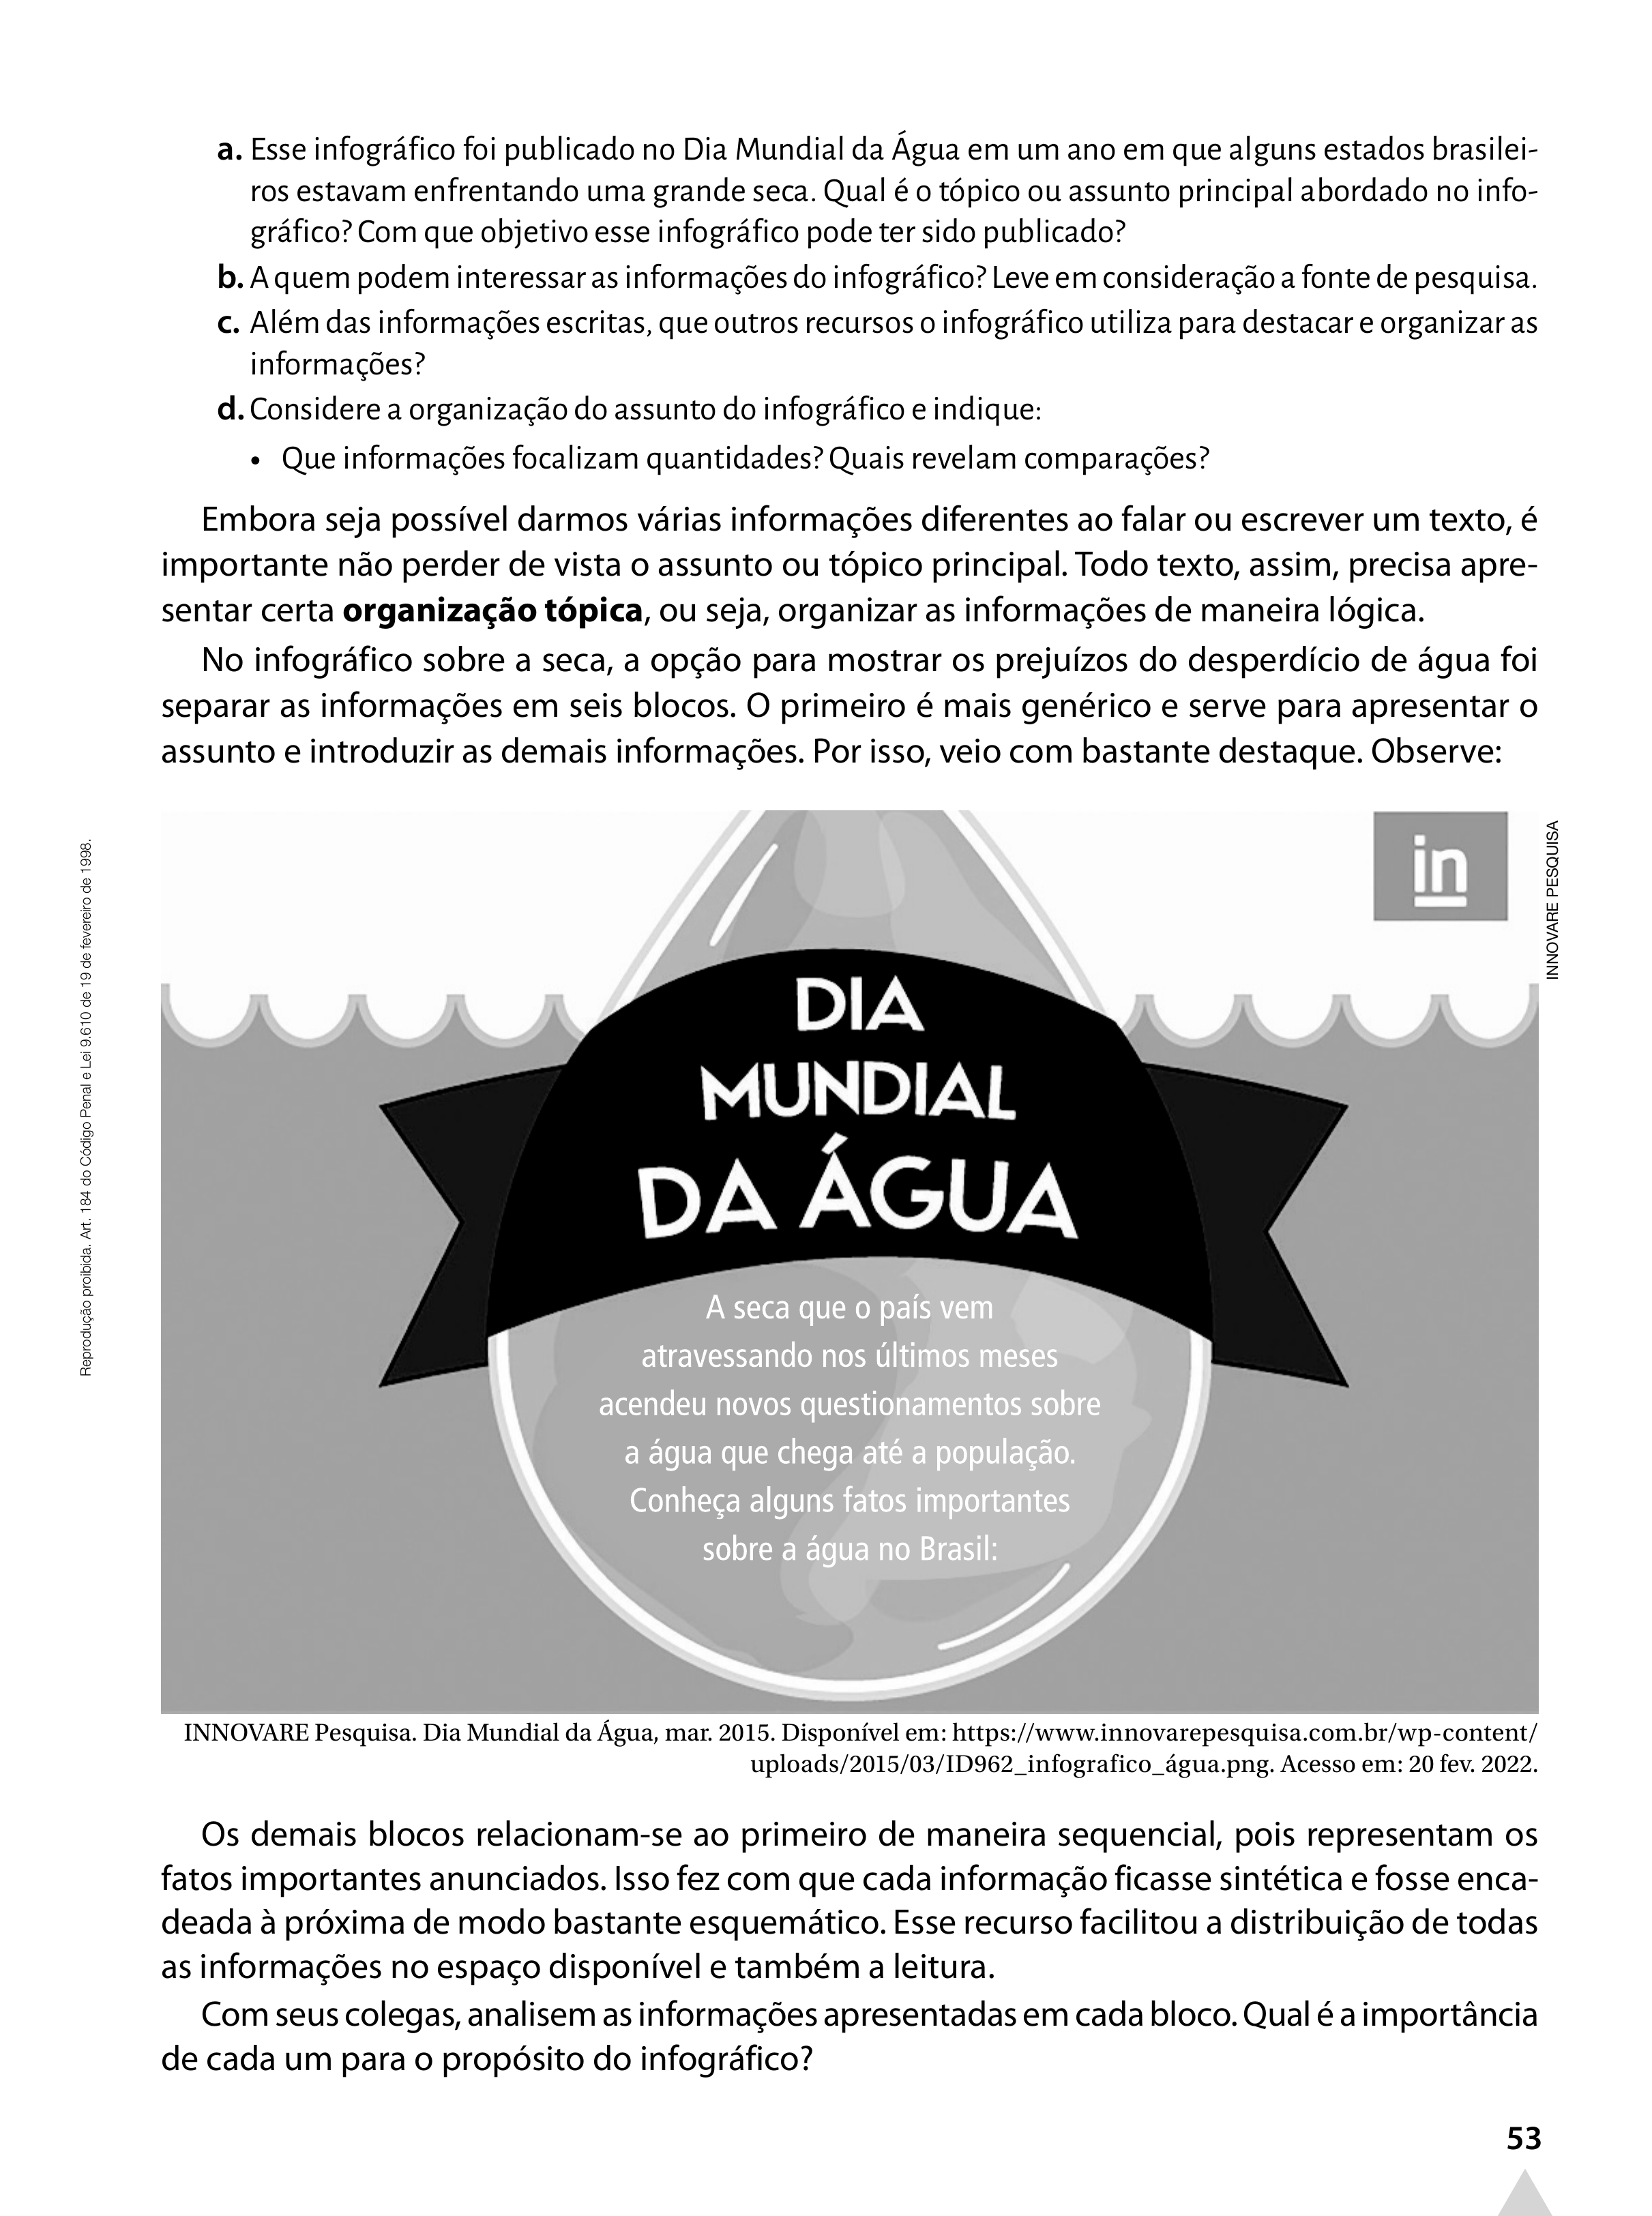 a. Esse infográfico foi publicado no Dia Mundial da Água em um ano em que alguns estados brasilei-
ros estavam enfrentando uma grande seca. Qual é o tópico ou assunto principal abordado no info-
gráfico? Com que objetivo esse infográfico pode ter sido publicado?
b. A quem podem interessar as informações do infográfico? Leve em consideração a fonte de pesquisa.
c. Além das informações escritas, que outros recursos o infográfico utiliza para destacar e organizar as
informações?
d. Considere a organização do assunto do infográfico e indique:
• Que informações focalizam quantidades? Quais revelam comparações?
Embora seja possível darmos várias informações diferentes ao falar ou escrever um texto, é
importante não perder de vista o assunto ou tópico principal. Todo texto, assim, precisa apre-
sentar certa organização tópica, ou seja, organizar as informações de maneira lógica.
No infográfico sobre a seca, a opção para mostrar os prejuízos do desperdício de água foi
separar as informações em seis blocos. O primeiro é mais genérico e serve para apresentar o
assunto e introduzir as demais informações. Por isso, veio com bastante destaque. Observe:
in
INNOVARE PESQUISA
Reprodução proibida. Art. 184 do Código Penal e Lei 9.610 de 19 de fevereiro de 1998.
DIA
MUNDIAL
DA ÁGUA
A seca que o país vem
atravessando nos últimos meses
acendeu novos questionamentos sobre
a água que chega até a população.
Conheça alguns fatos importantes
sobre a água no Brasil:
INNOVARE Pesquisa. Dia Mundial da Água, mar. 2015. Disponível em: https://www.innovarepesquisa.com.br/wp-content/
uploads/2015/03/ID962_infografico_água.png. Acesso em: 20 fev. 2022.
Os demais blocos relacionam-se ao primeiro de maneira sequencial, pois representam os
fatos importantes anunciados. Isso fez com que cada informação ficasse sintética e fosse enca-
deada à próxima de modo bastante esquemático. Esse recurso facilitou a distribuição de todas
as informações no espaço disponível e também a leitura.
Com seus colegas, analisem as informações apresentadas em cada bloco. Qual é a importância
de cada um para o propósito do infográfico?
53